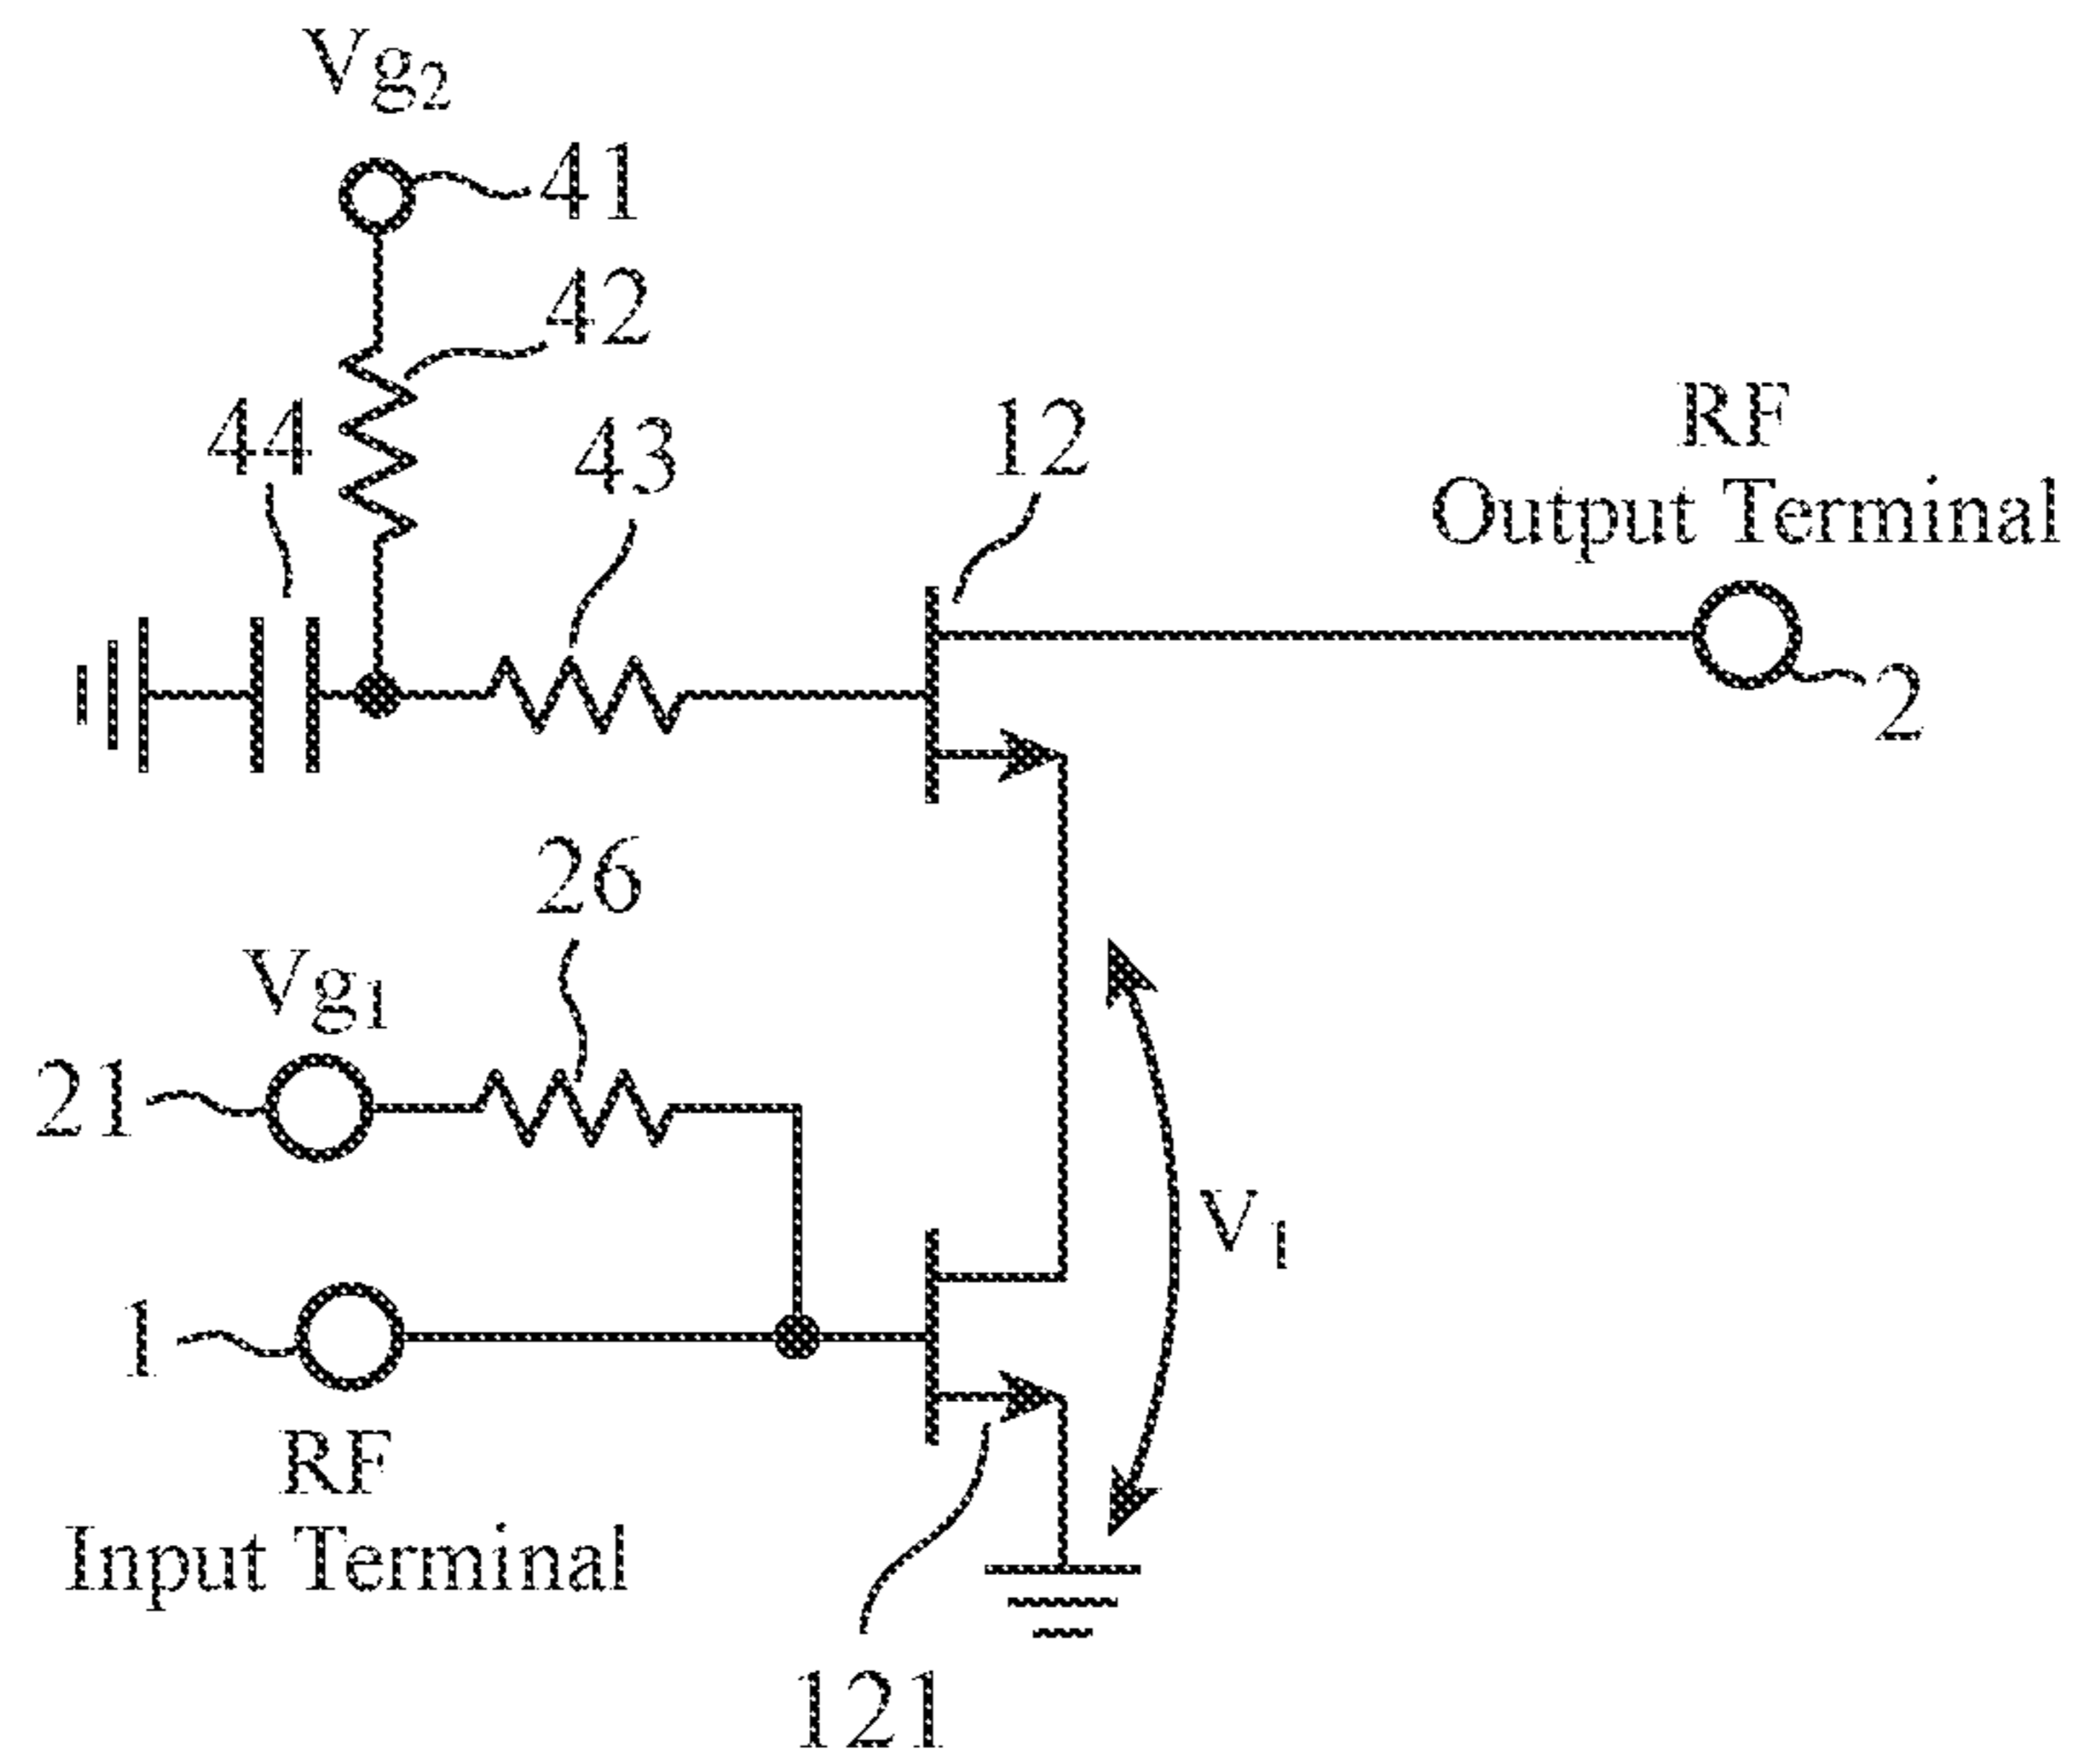 Vg2
41
42
44
43
12
RF
Output Terminal
2
26
Vg1
21
V1
1
RF
Input Terminal
121